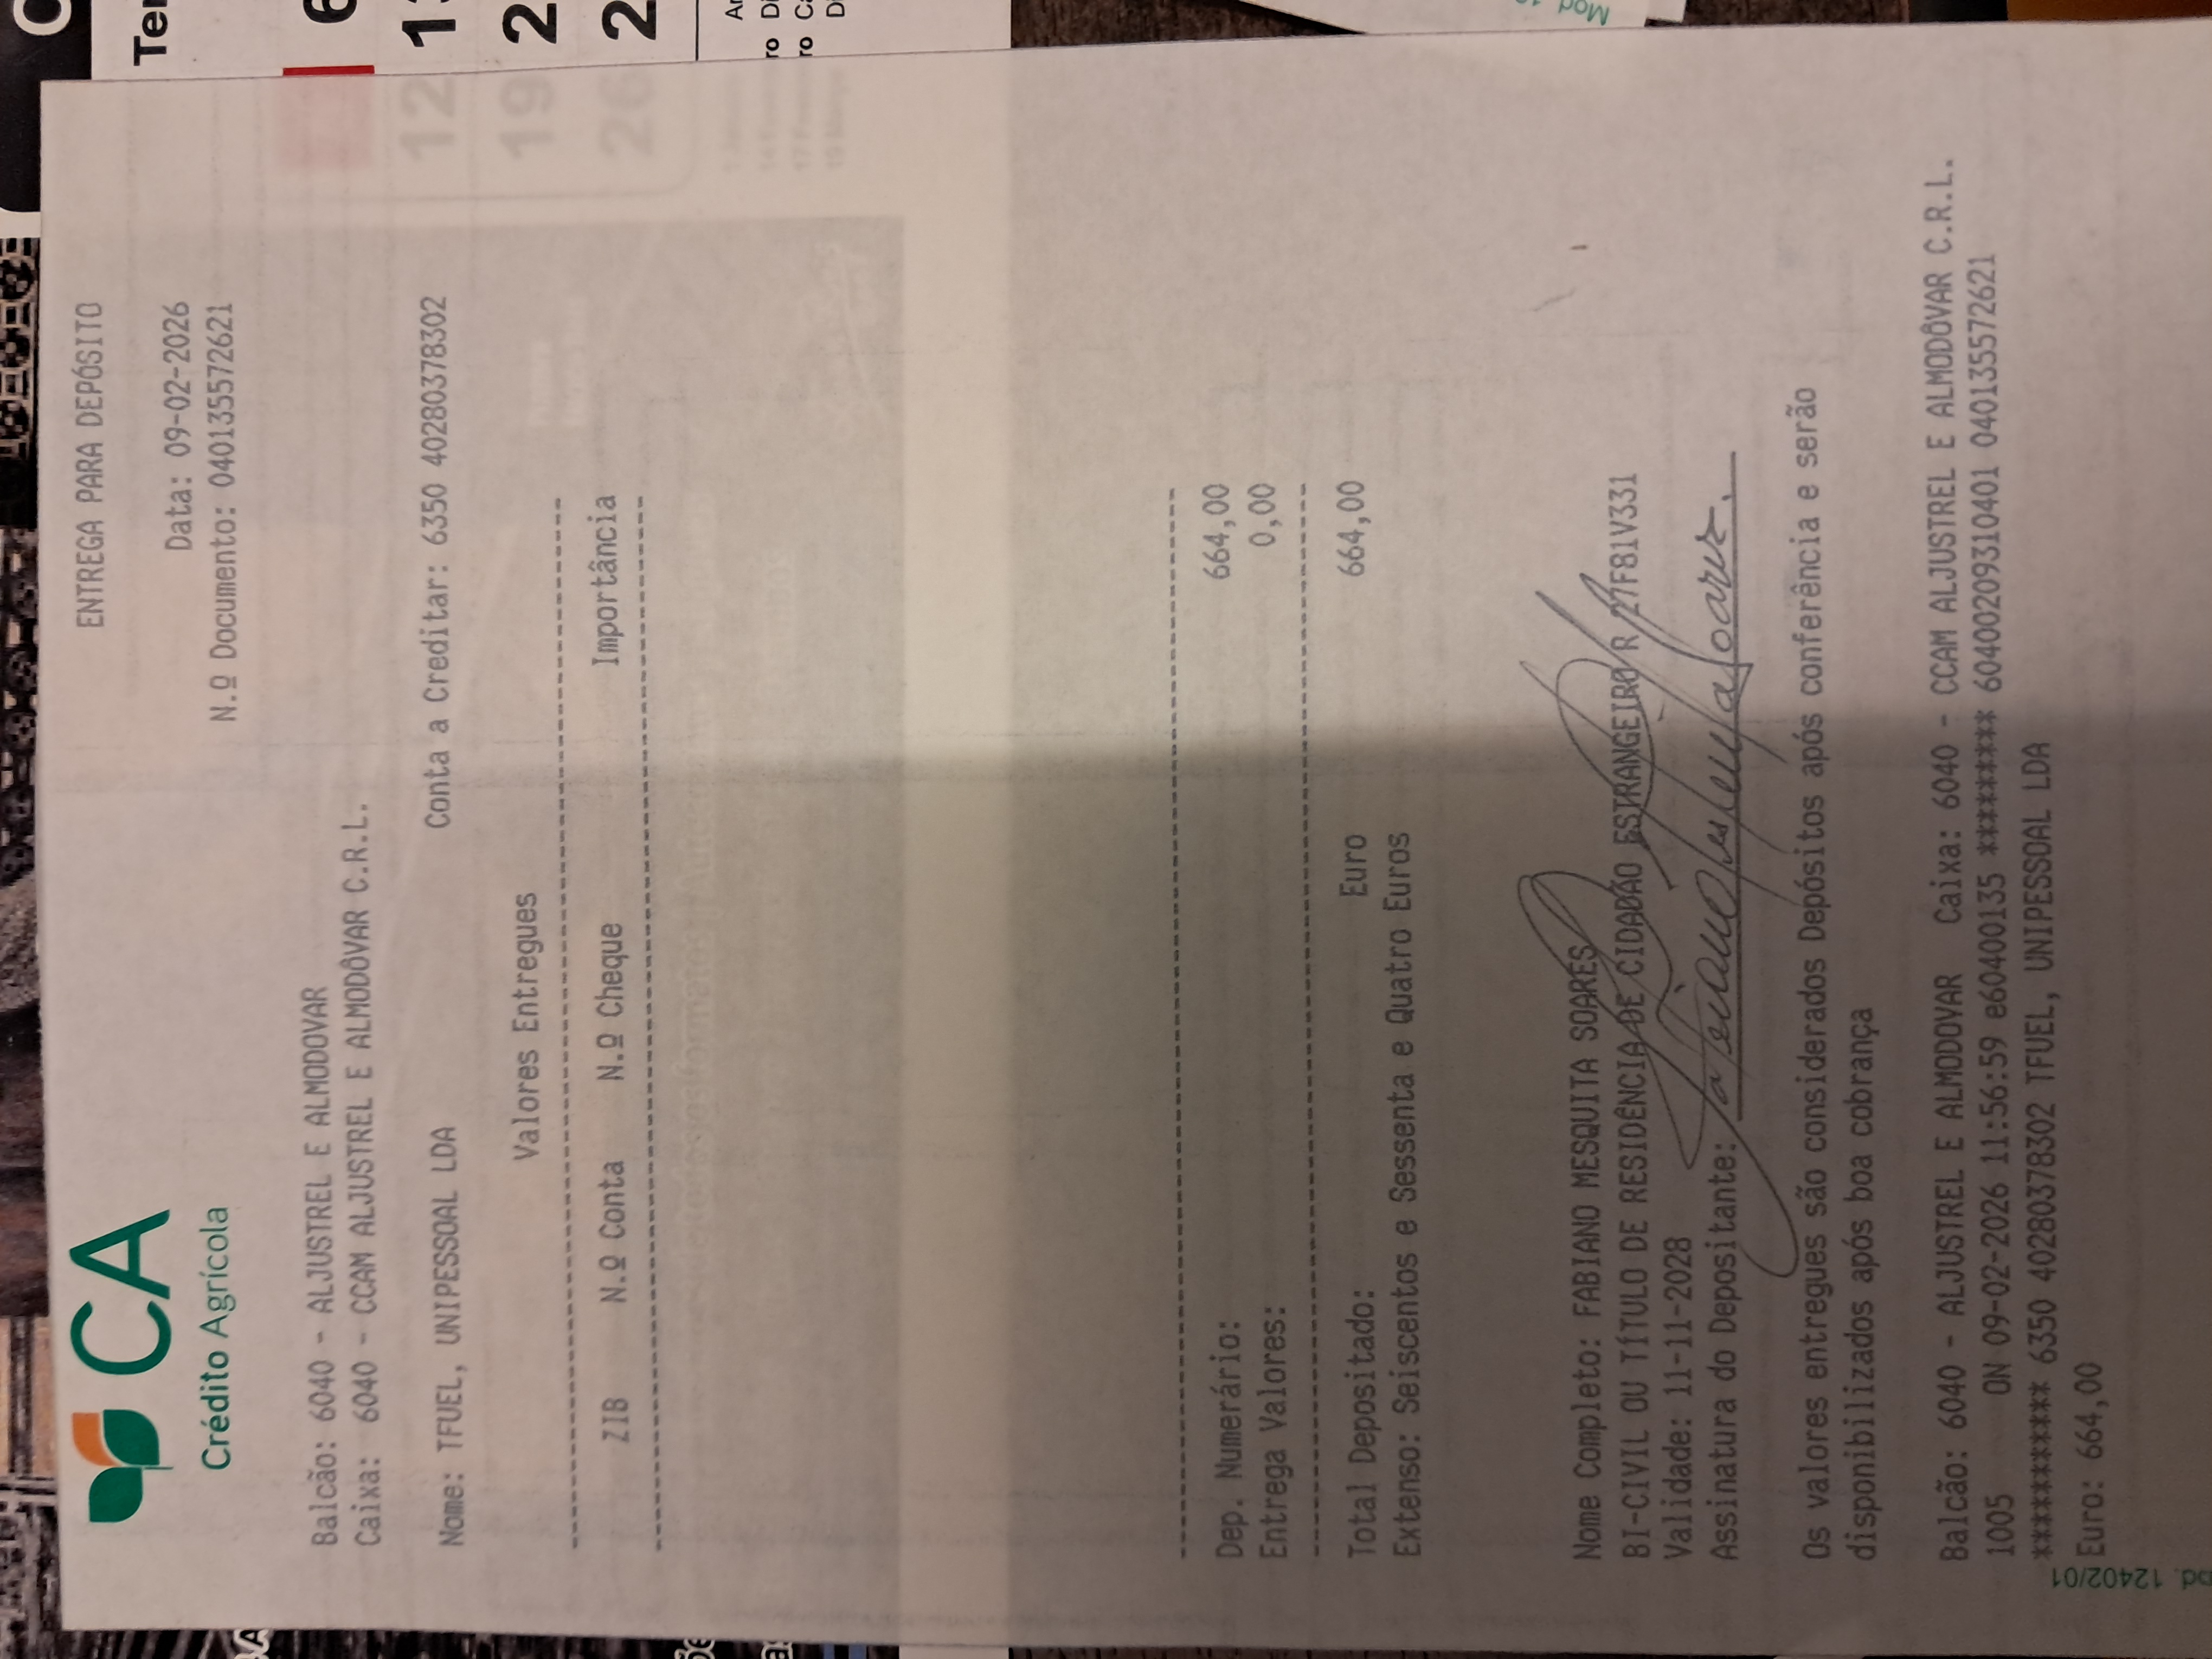 CA
Crédito Agrícola
ENTREGA PARA DEPÓSITO
Data: 09-02-2026
N.º Documento: 040135572621
Balcão: 6040 - ALJUSTREL E ALMODOVAR
Caixa: 6040 - CCAM ALJUSTREL E ALMODÔVAR C.R.L.
Nome: TFUEL, UNIPESSOAL LDA Conta a Creditar: 6350 40280378302
Valores Entregues
ZIB N.º Conta N.º Cheque Importância
Dep. Numerário: 664,00
Entrega Valores: 0,00
Total Depositado: Euro 664,00
Extenso: Seiscentos e Sessenta e Quatro Euros
Nome Completo: FABIANO MESQUITA SOARES
BI-CIVIL OU TÍTULO DE RESIDÊNCIA DE CIDADÃO ESTRANGEIRO R 27F81V331
Validade: 11-11-2028
Assinatura do Depositante: Fabiano Mesquita Soares
Os valores entregues são considerados Depósitos após conferência e serão
disponibilizados após boa cobrança
Balcão: 6040 - ALJUSTREL E ALMODOVAR Caixa: 6040 - CCAM ALJUSTREL E ALMODÔVAR C.R.L.
1005 ON 09-02-2026 11:56:59 e60400135 ********* 60400209310401 040135572621
********** 6350 40280378302 TFUEL, UNIPESSOAL LDA
Euro: 664,00
12402/01